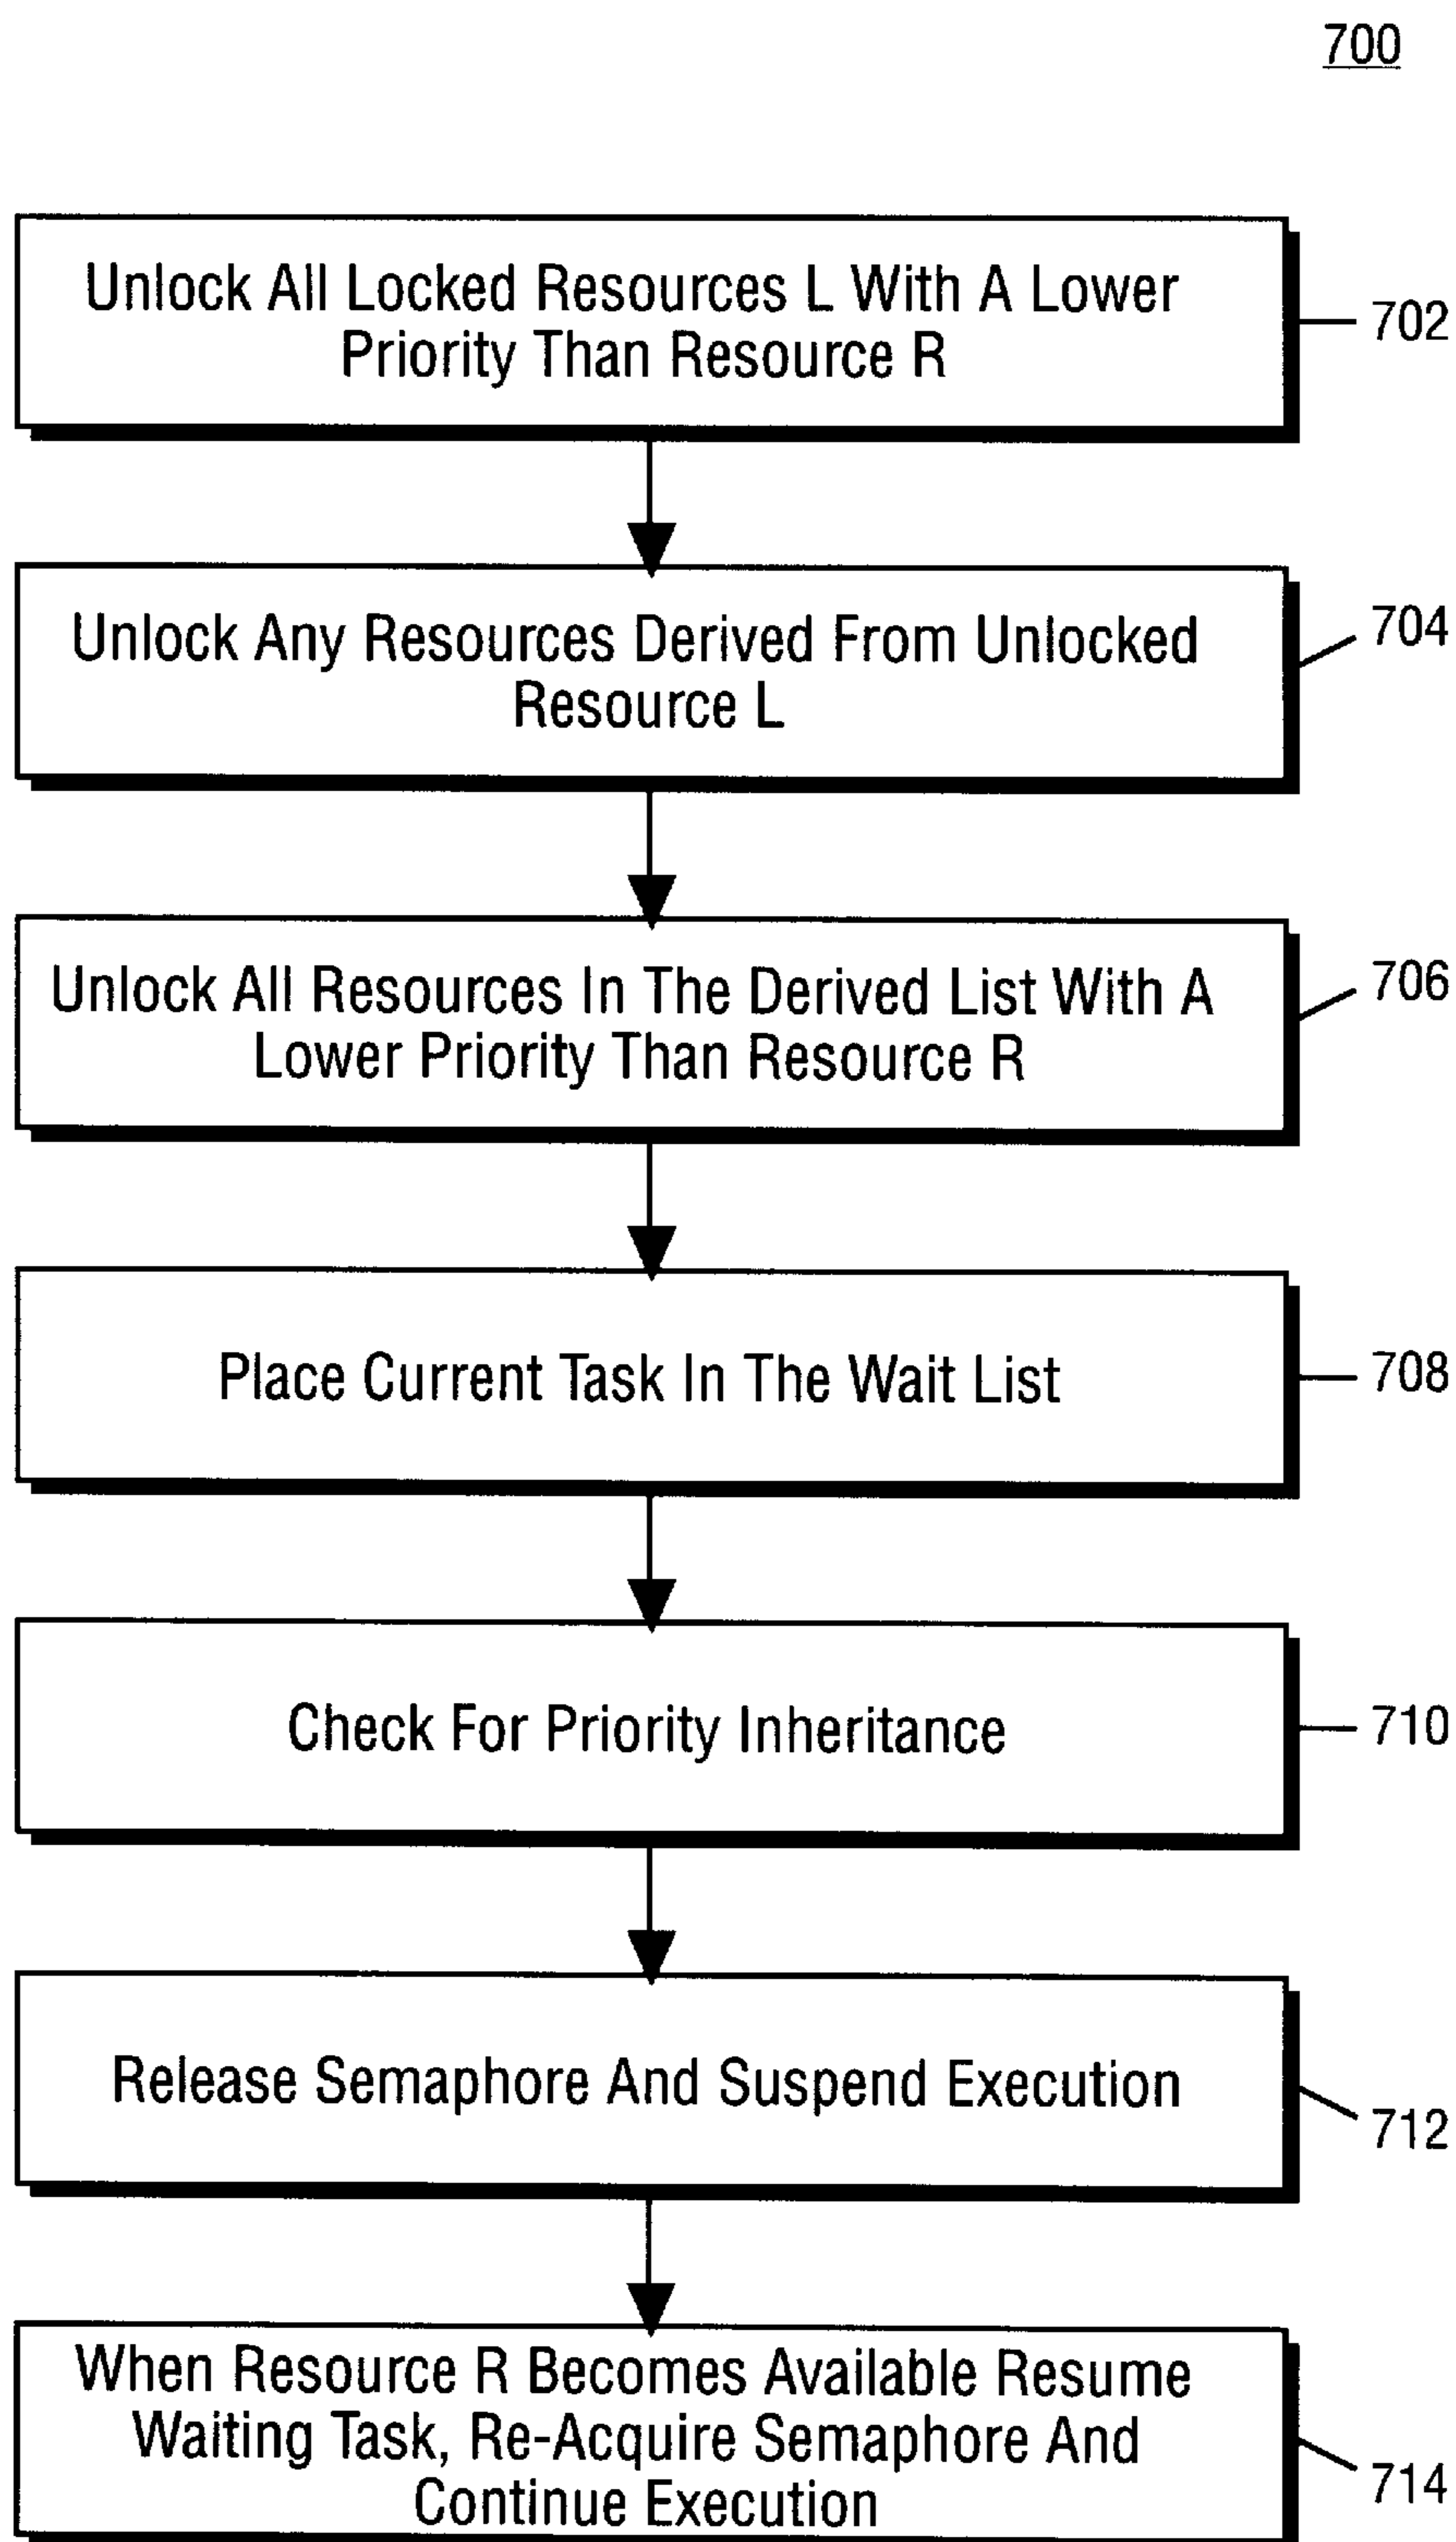 700
Unlock All Locked Resources L With A Lower
Priority Than Resource R
702
Unlock Any Resources Derived From Unlocked
Resource L
704
Unlock All Resources In The Derived List With A
Lower Priority Than Resource R
706
Place Current Task In The Wait List
708
Check For Priority Inheritance
710
Release Semaphore And Suspend Execution
712
When Resource R Becomes Available Resume
Waiting Task, Re-Acquire Semaphore And
Continue Execution
714